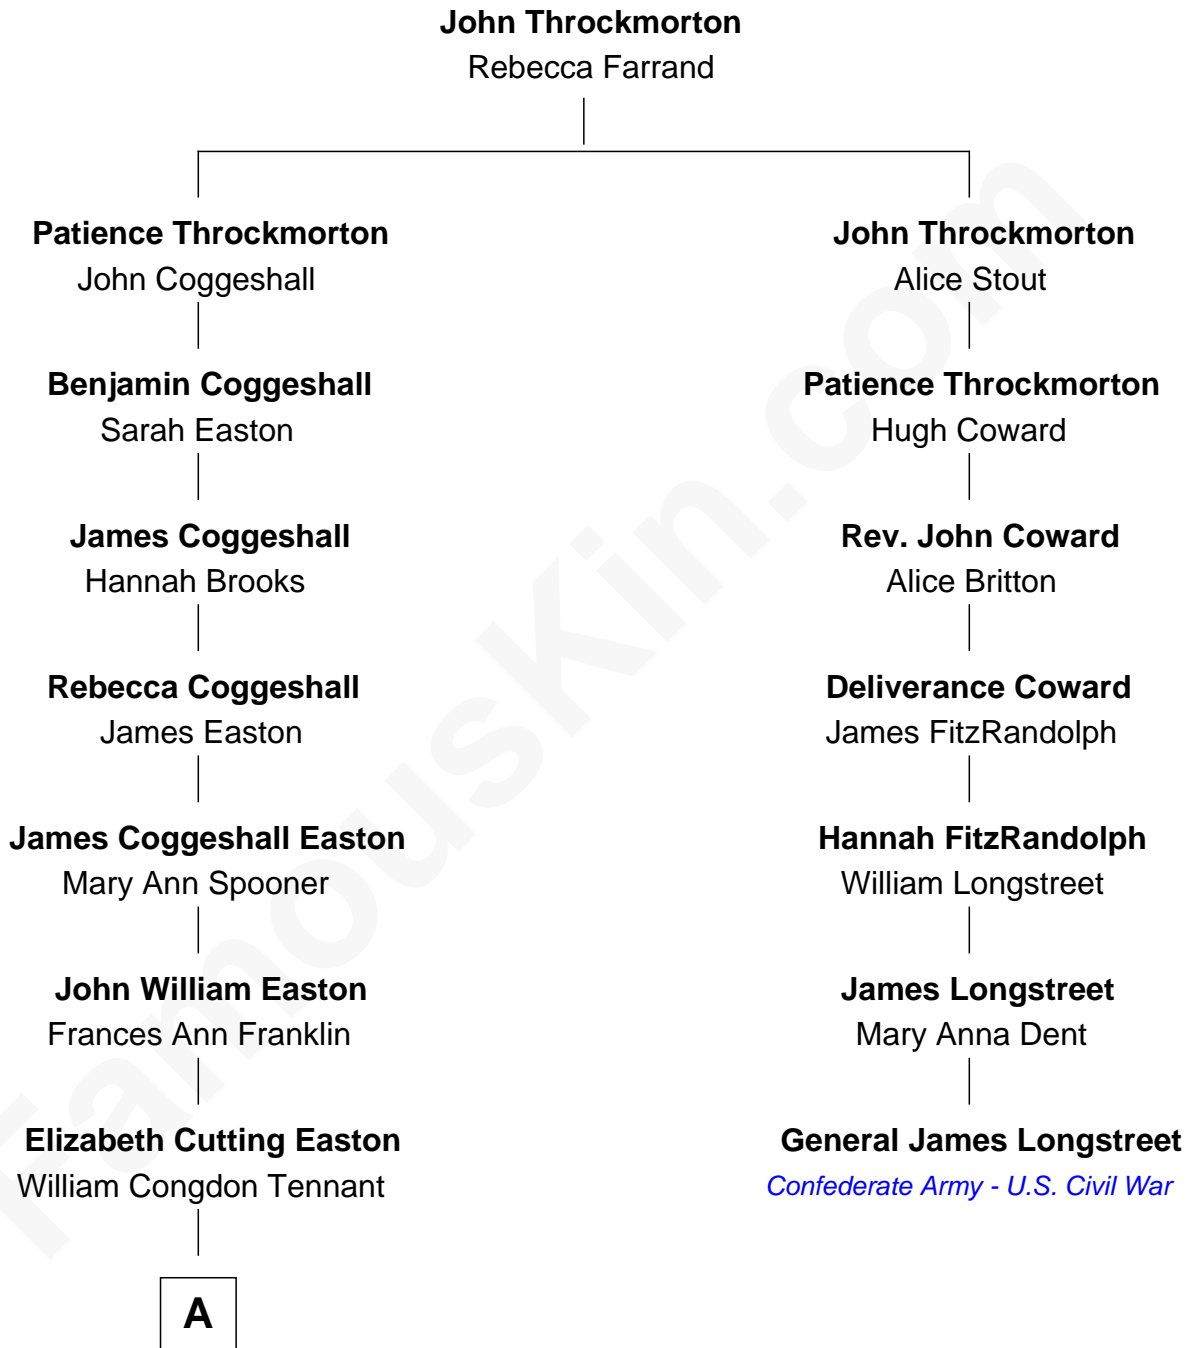 John Throckmorton
Rebecca Farrand
Patience Throckmorton
John Coggeshall
John Throckmorton
Alice Stout
Benjamin Coggeshall
Sarah Easton
Patience Throckmorton
Hugh Coward
James Coggeshall
Hannah Brooks
Rev. John Coward
Alice Britton
Rebecca Coggeshall
James Easton
Deliverance Coward
James FitzRandolph
James Coggeshall Easton
Mary Ann Spooner
Hannah FitzRandolph
William Longstreet
John William Easton
Frances Ann Franklin
James Longstreet
Mary Anna Dent
Elizabeth Cutting Easton
William Congdon Tennant
General James Longstreet
Confederate Army - U.S. Civil War
A
FamousKin.com